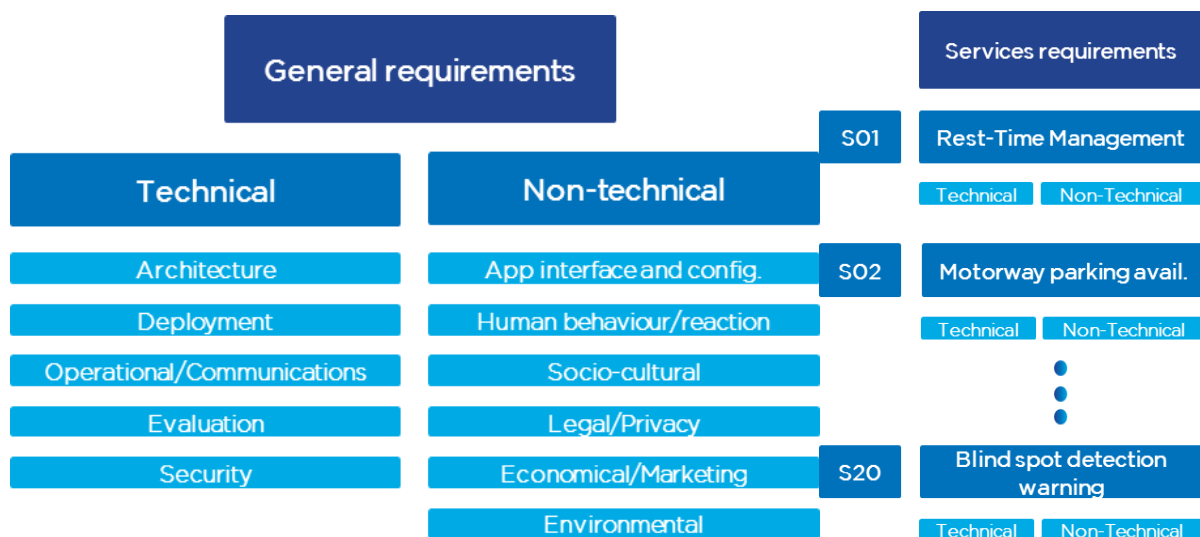 General requirements
Technical
Architecture
Deployment
Operational/Communications
Evaluation
Security
Non-technical
App interface and config.
Human behaviour/reaction
Socio-cultural
Legal/Privacy
Economical/Marketing
Environmental
Services requirements
S01
Rest-Time Management
Technical
Non-Technical
S02
Motorway parking avail.
Technical
Non-Technical
S20
Blind spot detection
warning
Technical
Non-Technical